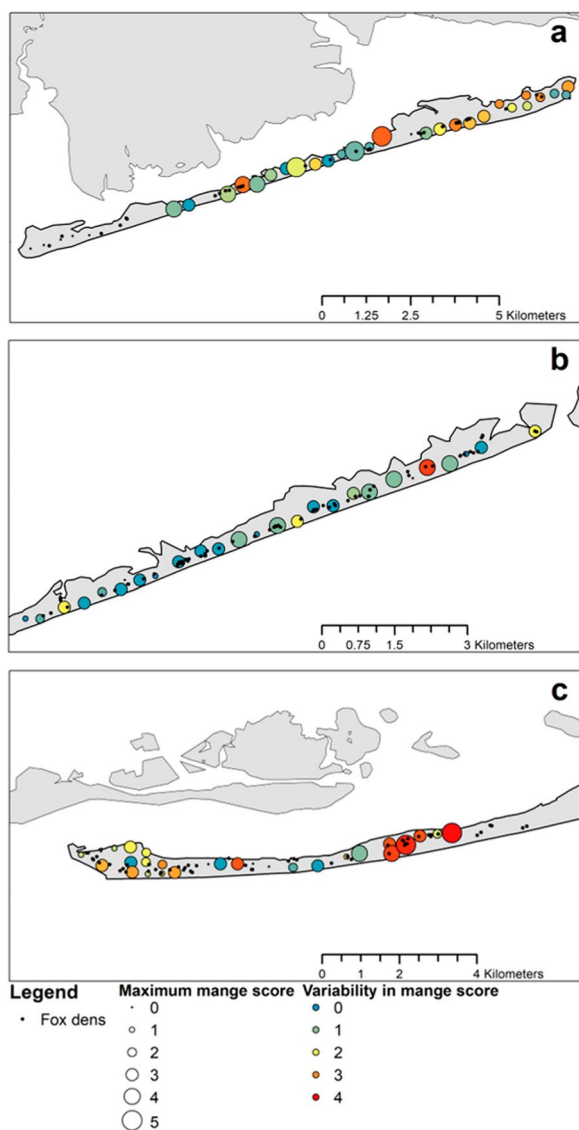 a
0 1.25 2.5 5 Kilometers
b
0 0.75 1.5 3 Kilometers
c
0 1 2 4 Kilometers
Legend Maximum mange score Variability in mange score
Fox dens 0 0
1 1
2 2
3 3
4 4
5